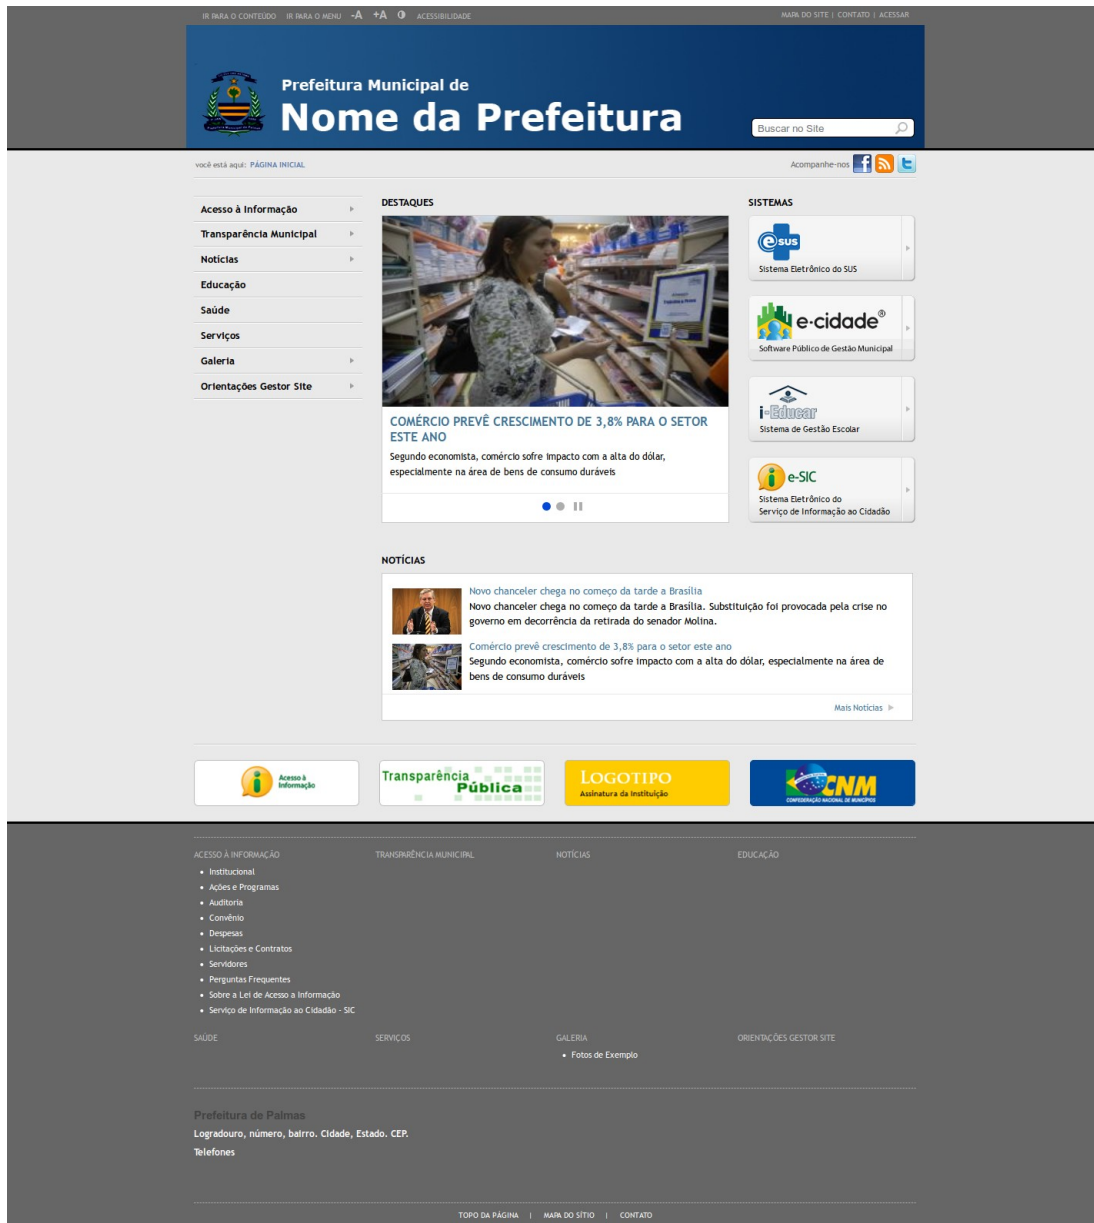 IR PARA O CONTEÚDO IR PARA O MENU -A +A ACESSIBILIDADE
MAPA DO SITE | CONTATO | ACESSAR
Prefeitura Municipal de
Nome da Prefeitura
Buscar no Site
você está aqui: PÁGINA INICIAL
Acompanhe-nos
Acesso à Informação
Transparência Municipal
Notícias
Educação
Saúde
Serviços
Galeria
Orientações Gestor Site
DESTAQUES
COMÉRCIO PREVÊ CRESCIMENTO DE 3,8% PARA O SETOR
ESTE ANO
Segundo economista, comércio sofre impacto com a alta do dólar,
especialmente na área de bens de consumo duráveis
SISTEMAS
esus
Sistema Eletrônico do SUS
e·cidade®
Software Público de Gestão Municipal
i-Educar
Sistema de Gestão Escolar
e-SIC
Sistema Eletrônico do
Serviço de Informação ao Cidadão
NOTÍCIAS
Novo chanceler chega no começo da tarde a Brasília
Novo chanceler chega no começo da tarde a Brasília. Substituição foi provocada pela crise no
governo em decorrência da retirada do senador Molina.
Comércio prevê crescimento de 3,8% para o setor este ano
Segundo economista, comércio sofre impacto com a alta do dólar, especialmente na área de
bens de consumo duráveis
Mais Notícias
Acesso à
Informação
Transparência
Pública
LOGOTIPO
Assinatura da Instituição
CNM
CONFEDERAÇÃO NACIONAL DE MUNICÍPIOS
ACESSO À INFORMAÇÃO
• Institucional
• Ações e Programas
• Auditoria
• Convênio
• Despesas
• Licitações e Contratos
• Servidores
• Perguntas Frequentes
• Sobre a Lei de Acesso a Informação
• Serviço de Informação ao Cidadão - SIC
TRANSPARÊNCIA MUNICIPAL
NOTÍCIAS
EDUCAÇÃO
SAÚDE
SERVIÇOS
GALERIA
• Fotos de Exemplo
ORIENTAÇÕES GESTOR SITE
Prefeitura de Palmas
Logradouro, número, bairro. Cidade, Estado. CEP.
Telefones
TOPO DA PÁGINA | MAPA DO SÍTIO | CONTATO